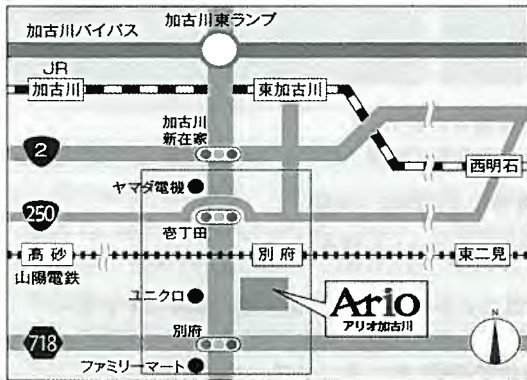 加古川東ランプ
加古川バイパス
JR
加古川
東加古川
加古川
新在家
2
西明石
ヤマダ電機
250
壱丁田
高砂
別府
東二見
山陽電鉄
ユニクロ
Ario
アリオ加古川
別府
718
ファミリーマート
N